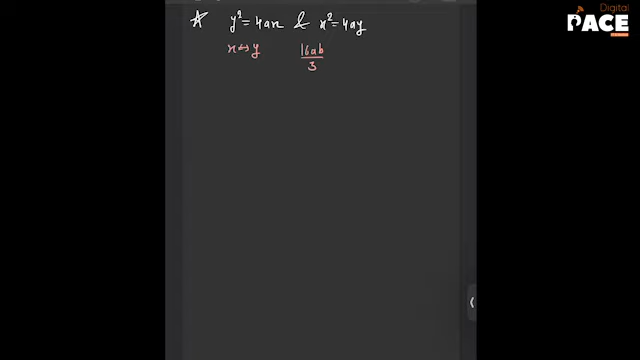 ☆ y² = 4ax & x² = 4ay
x ↔ y 16ab/3
Digital
PACE